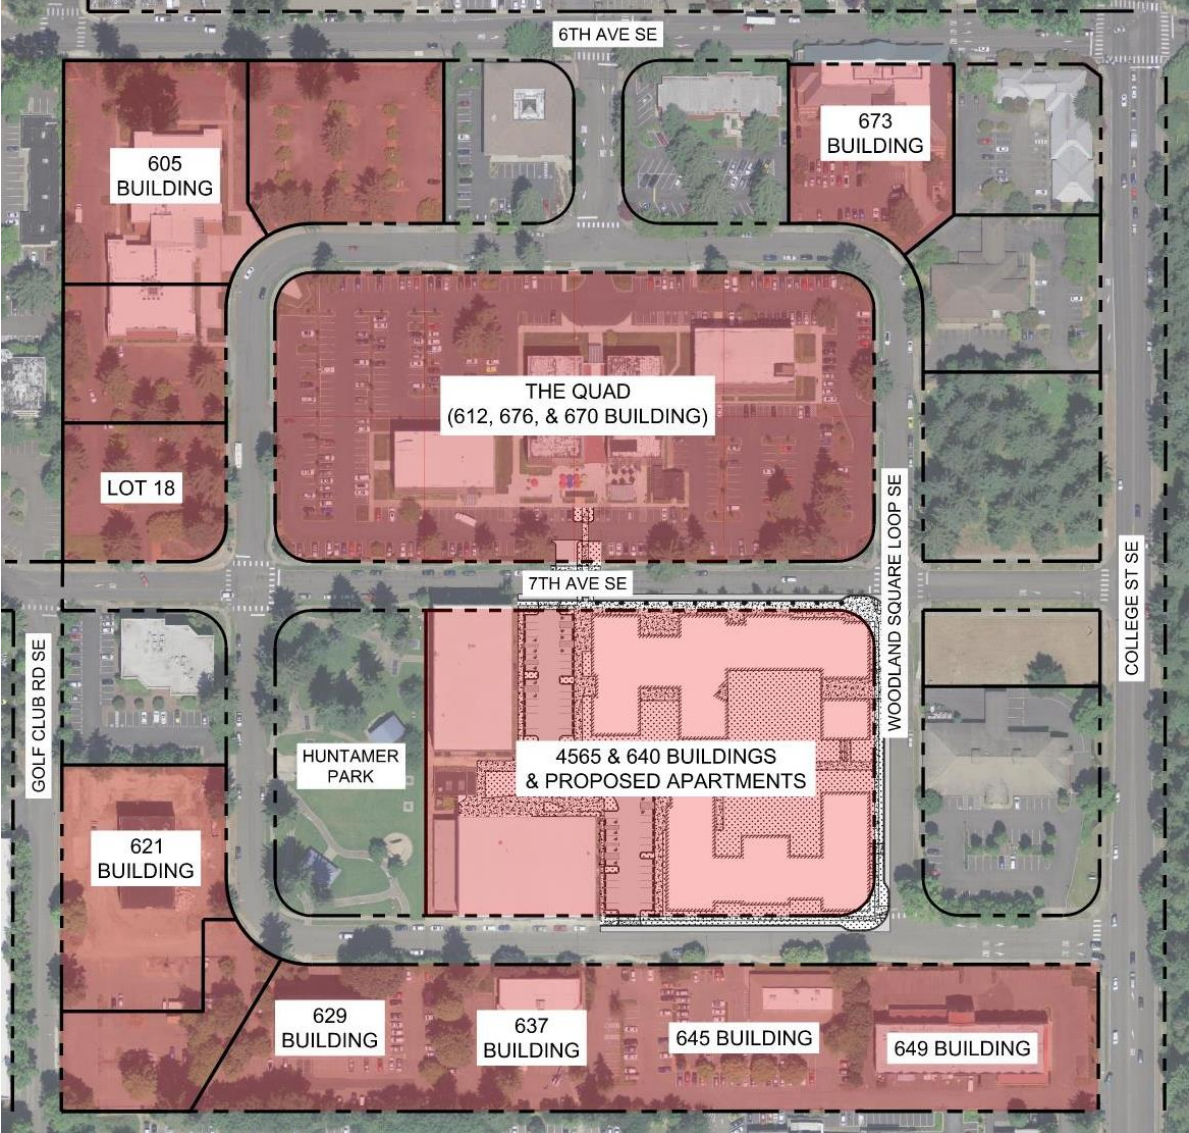 6TH AVE SE
673
BUILDING
605
BUILDING
THE QUAD
(612, 676, & 670 BUILDING)
LOT 18
WOODLAND SQUARE LOOP SE
COLLEGE ST SE
7TH AVE SE
GOLF CLUB RD SE
HUNTAMER
PARK
4565 & 640 BUILDINGS
& PROPOSED APARTMENTS
621
BUILDING
629
BUILDING
637
BUILDING
645 BUILDING
649 BUILDING